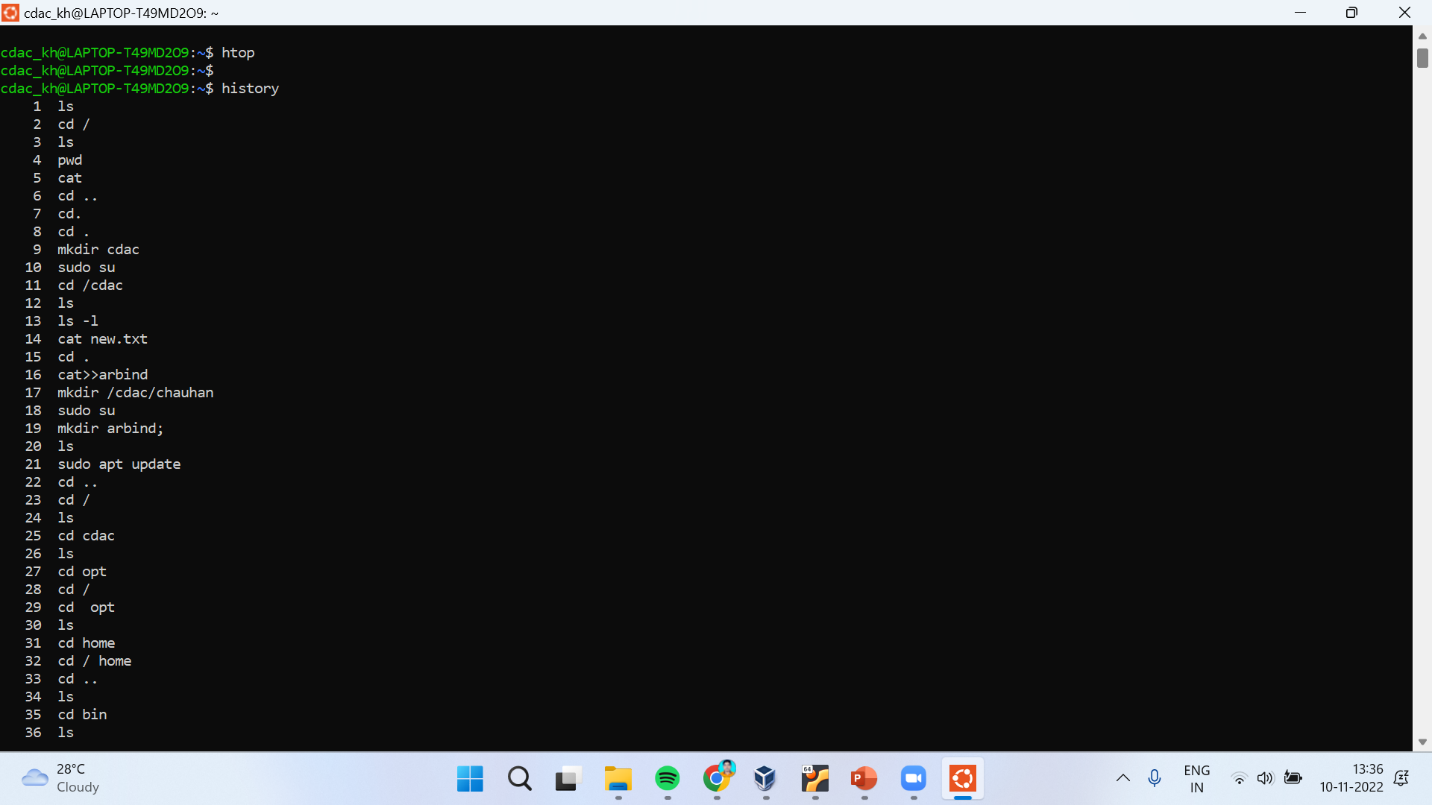 cdac_kh@LAPTOP-T49MD2O9: ~
cdac_kh@LAPTOP-T49MD2O9:~$ htop
cdac_kh@LAPTOP-T49MD2O9:~$
cdac_kh@LAPTOP-T49MD2O9:~$ history
1 ls
2 cd /
3 ls
4 pwd
5 cat
6 cd ..
7 cd.
8 cd .
9 mkdir cdac
10 sudo su
11 cd /cdac
12 ls
13 ls -l
14 cat new.txt
15 cd .
16 cat>>arbind
17 mkdir /cdac/chauhan
18 sudo su
19 mkdir arbind;
20 ls
21 sudo apt update
22 cd ..
23 cd /
24 ls
25 cd cdac
26 ls
27 cd opt
28 cd /
29 cd  opt
30 ls
31 cd home
32 cd / home
33 cd ..
34 ls
35 cd bin
36 ls
28°C
Cloudy
64
P
ENG
IN
13:36
10-11-2022